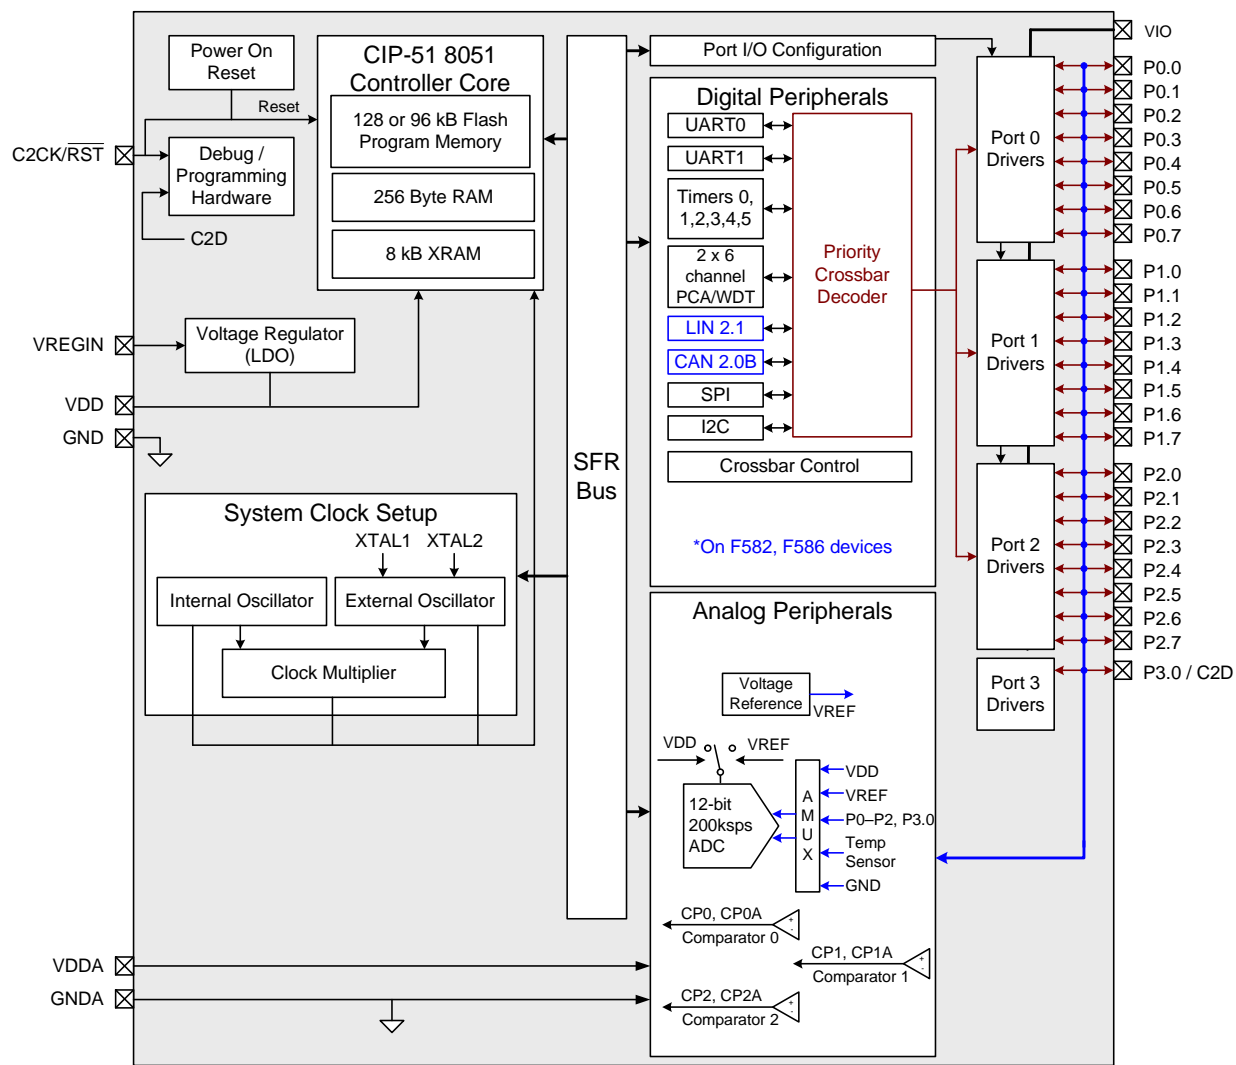 Power On
Reset
Reset
C2CK/RST
Debug /
Programming
Hardware
C2D
CIP-51 8051
Controller Core
128 or 96 kB Flash
Program Memory
256 Byte RAM
8 kB XRAM
VREGIN
Voltage Regulator
(LDO)
VDD
GND
System Clock Setup
XTAL1
XTAL2
Internal Oscillator
External Oscillator
Clock Multiplier
VDDA
GNDA
SFR
Bus
Port I/O Configuration
Digital Peripherals
UART0
UART1
Timers 0,
1,2,3,4,5
2 x 6
channel
PCA/WDT
LIN 2.1
CAN 2.0B
SPI
I2C
Priority
Crossbar
Decoder
Crossbar Control
*On F582, F586 devices
Analog Peripherals
Voltage
Reference
VREF
VDD
VREF
12-bit
200ksps
ADC
A
M
U
X
VDD
VREF
P0–P2, P3.0
Temp
Sensor
GND
CP0, CP0A
+
-
Comparator 0
CP1, CP1A
+
-
Comparator 1
CP2, CP2A
+
-
Comparator 2
Port 0
Drivers
Port 1
Drivers
Port 2
Drivers
Port 3
Drivers
VIO
P0.0
P0.1
P0.2
P0.3
P0.4
P0.5
P0.6
P0.7
P1.0
P1.1
P1.2
P1.3
P1.4
P1.5
P1.6
P1.7
P2.0
P2.1
P2.2
P2.3
P2.4
P2.5
P2.6
P2.7
P3.0 / C2D